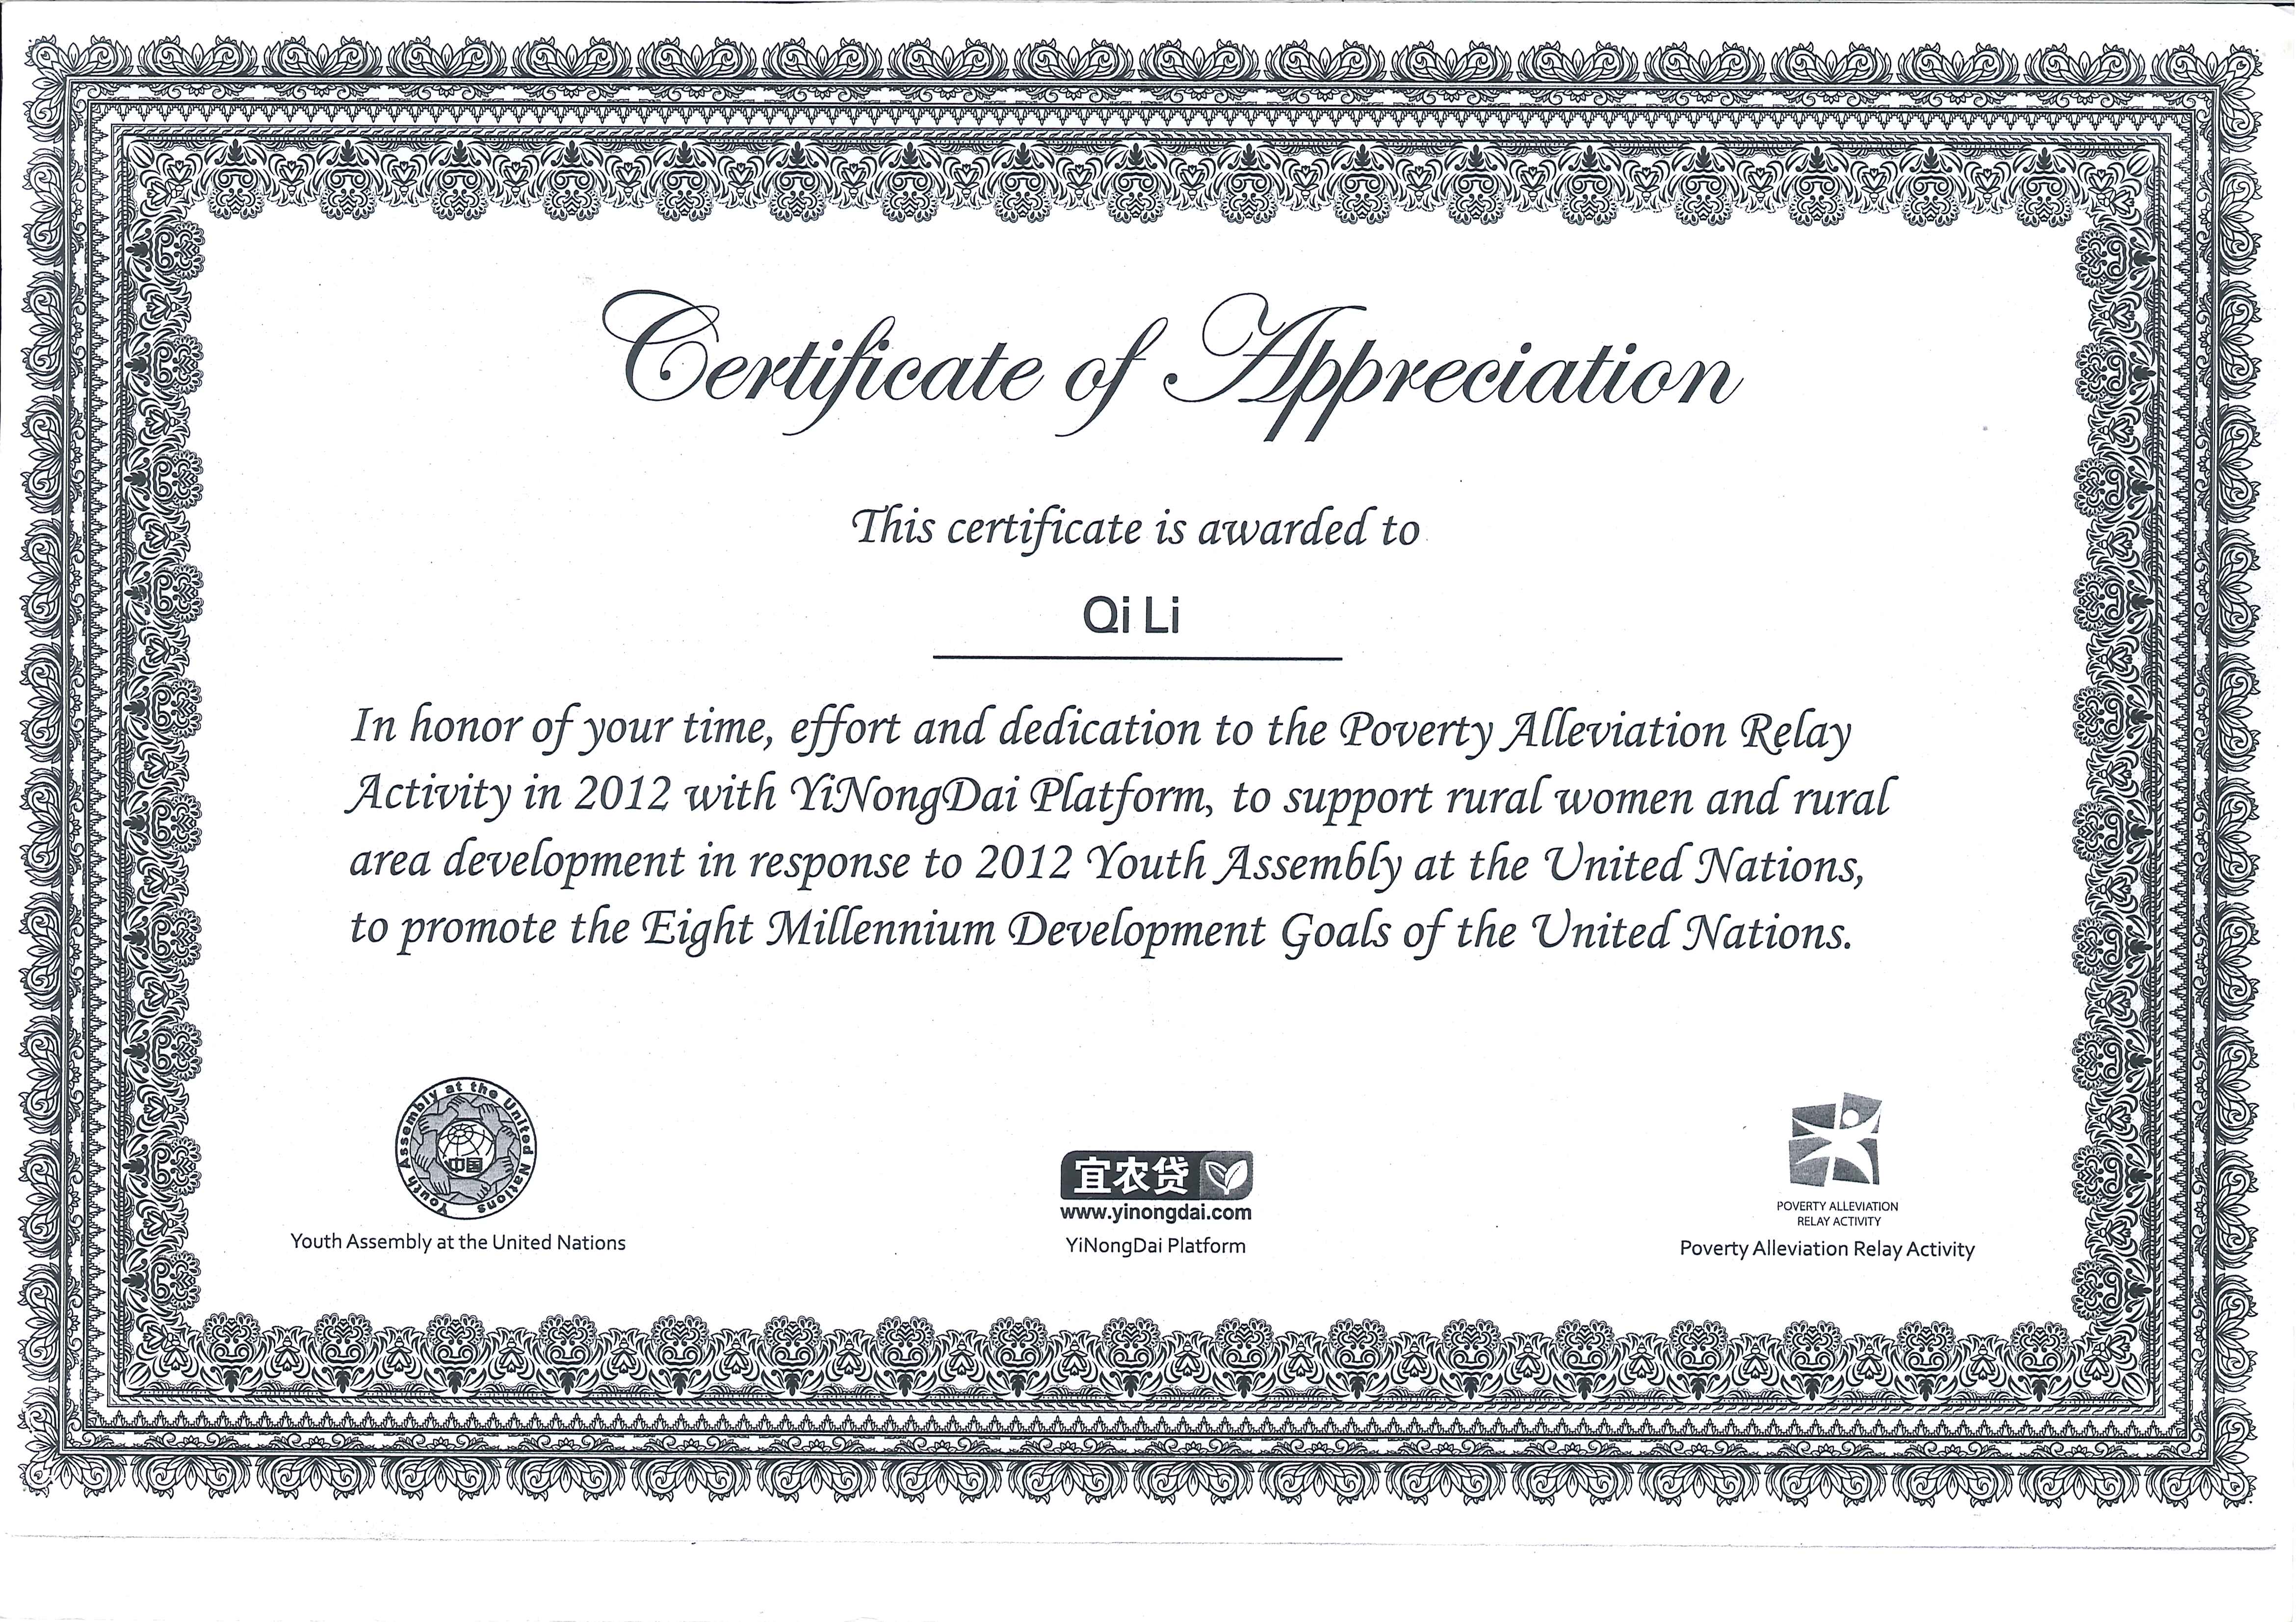 Certificate of Appreciation
This certificate is awarded to
Qi Li
In honor of your time, effort and dedication to the Poverty Alleviation Relay
Activity in 2012 with YiNongDai Platform, to support rural women and rural
area development in response to 2012 Youth Assembly at the United Nations,
to promote the Eight Millennium Development Goals of the United Nations.
Youth Assembly at the United Nations
中国
Youth Assembly at the United Nations
宜农贷
www.yinongdai.com
YiNongDai Platform
POVERTY ALLEVIATION
RELAY ACTIVITY
Poverty Alleviation Relay Activity